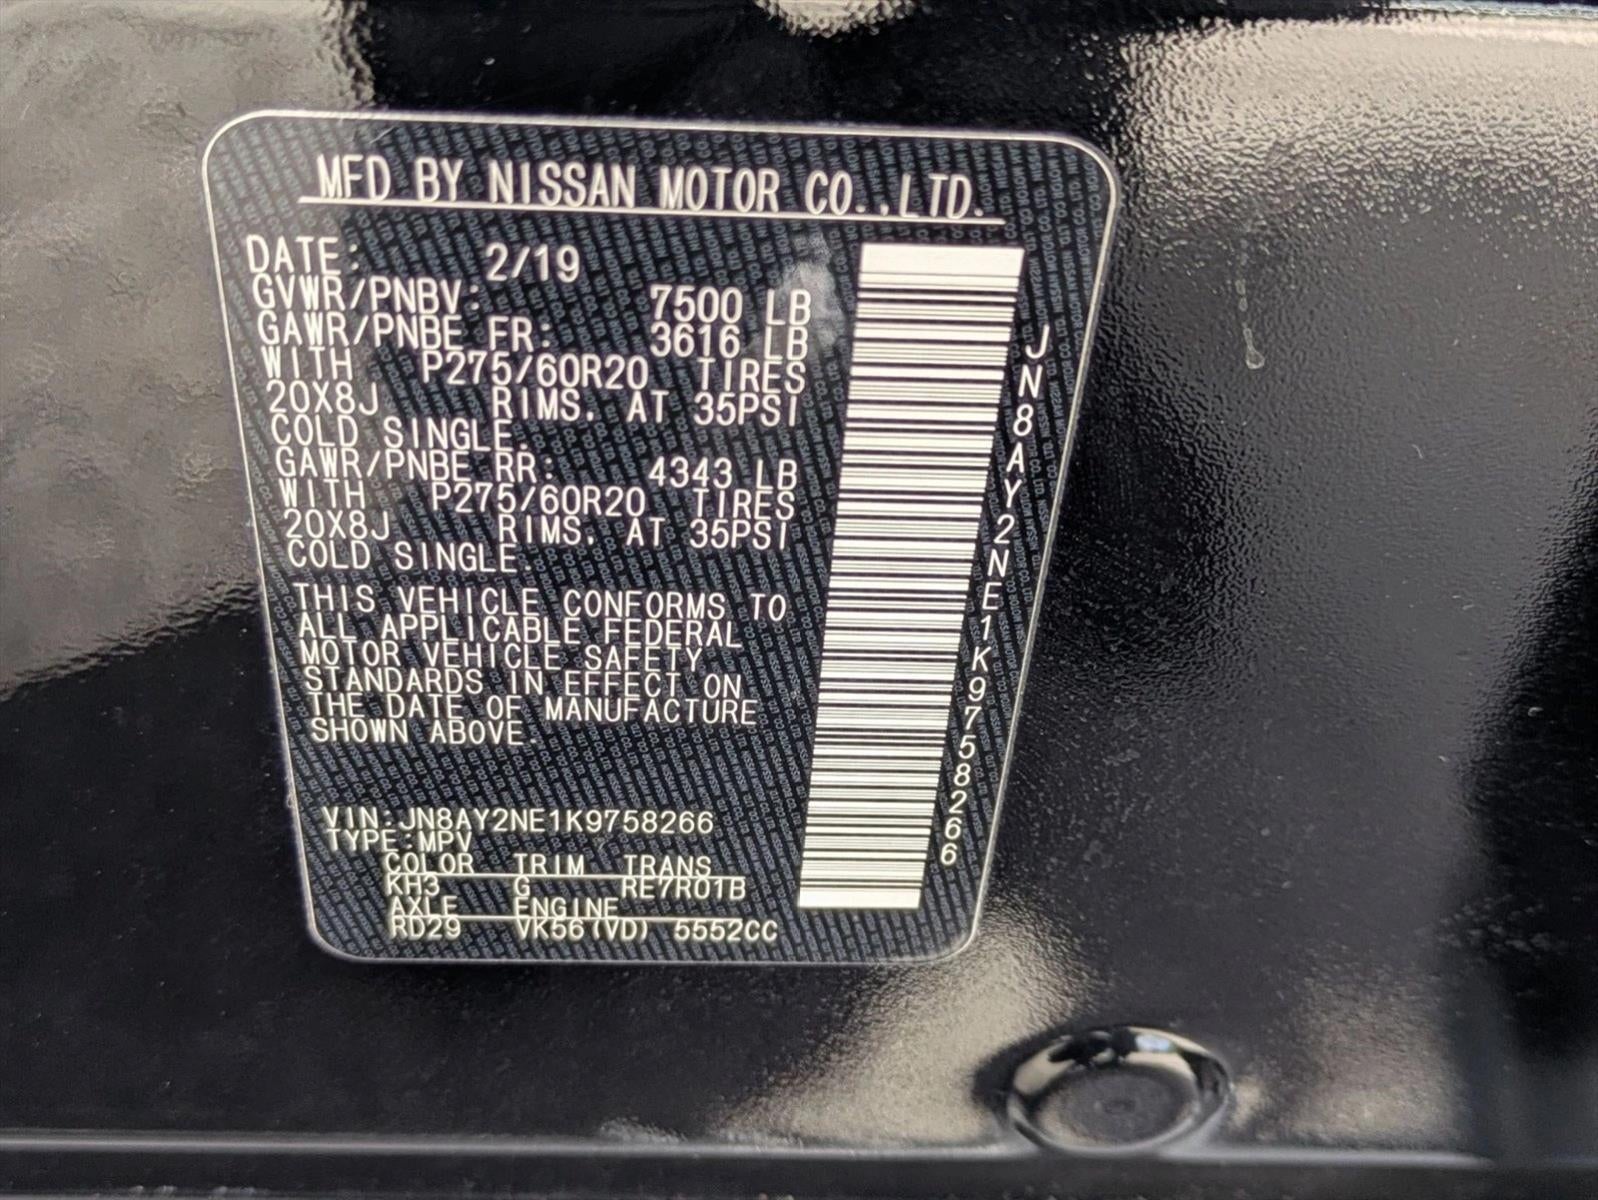 MFD BY NISSAN MOTOR CO.,LTD.
DATE: 2/19
GVWR/PNBV: 7500 LB
GAWR/PNBE FR: 3616 LB
WITH P275/60R20 TIRES
20X8J RIMS. AT 35PSI
COLD SINGLE.
GAWR/PNBE RR: 4343 LB
WITH P275/60R20 TIRES
20X8J RIMS. AT 35PSI
COLD SINGLE.
THIS VEHICLE CONFORMS TO
ALL APPLICABLE FEDERAL
MOTOR VEHICLE SAFETY
STANDARDS IN EFFECT ON
THE DATE OF MANUFACTURE
SHOWN ABOVE.
VIN:JN8AY2NE1K9758266
TYPE:MPV
COLOR TRIM TRANS
KH3 G RE7R01B
AXLE ENGINE
RD29 VK56(VD) 5552CC
JN8AY2NE1K9758266